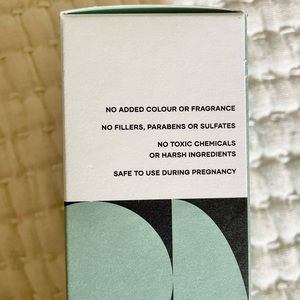 NO ADDED COLOUR OR FRAGRANCE
NO FILLERS, PARABENS OR SULFATES
NO TOXIC CHEMICALS
OR HARSH INGREDIENTS
SAFE TO USE DURING PREGNANCY